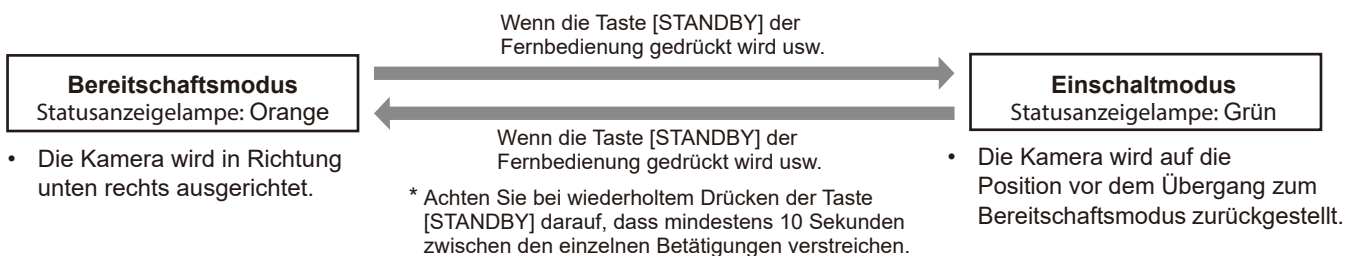 Wenn die Taste [STANDBY] der
Fernbedienung gedrückt wird usw.
Bereitschaftsmodus
Statusanzeigelampe: Orange
• Die Kamera wird in Richtung
unten rechts ausgerichtet.
Wenn die Taste [STANDBY] der
Fernbedienung gedrückt wird usw.
* Achten Sie bei wiederholtem Drücken der Taste
[STANDBY] darauf, dass mindestens 10 Sekunden
zwischen den einzelnen Betätigungen verstreichen.
Einschaltmodus
Statusanzeigelampe: Grün
• Die Kamera wird auf die
Position vor dem Übergang zum
Bereitschaftsmodus zurückgestellt.